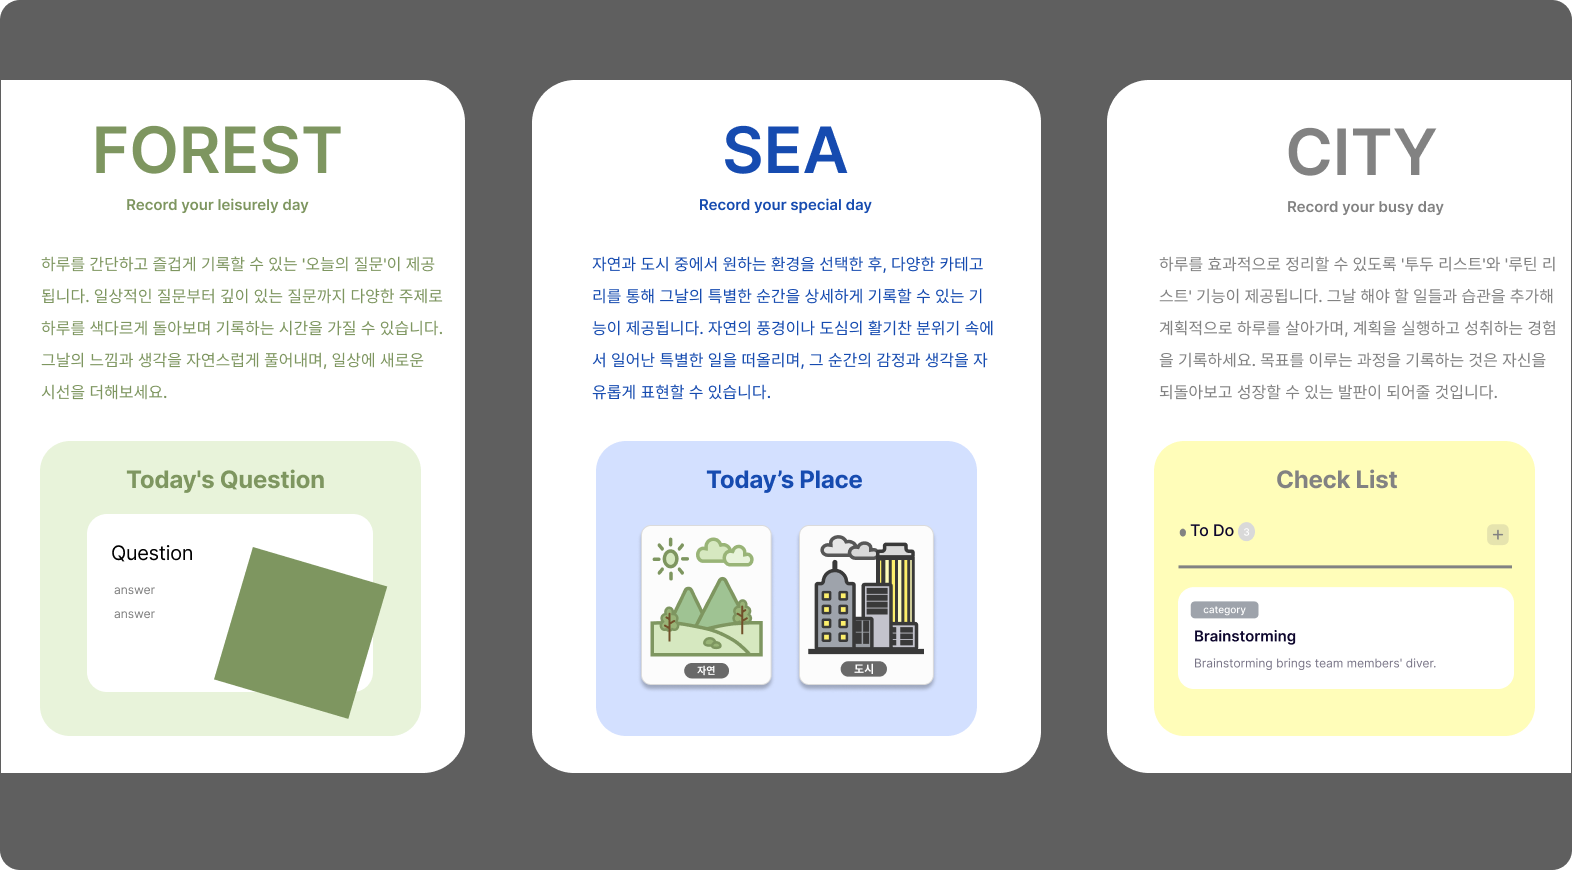 FOREST
Record your leisurely day
하루를 간단하고 즐겁게 기록할 수 있는 '오늘의 질문'이 제공
됩니다. 일상적인 질문부터 깊이 있는 질문까지 다양한 주제로
하루를 색다르게 돌아보며 기록하는 시간을 가질 수 있습니다.
그날의 느낌과 생각을 자연스럽게 풀어내며, 일상에 새로운
시선을 더해보세요.
Today's Question
Question
answer
answer
SEA
Record your special day
자연과 도시 중에서 원하는 환경을 선택한 후, 다양한 카테고
리를 통해 그날의 특별한 순간을 상세하게 기록할 수 있는 기
능이 제공됩니다. 자연의 풍경이나 도심의 활기찬 분위기 속에
서 일어난 특별한 일을 떠올리며, 그 순간의 감정과 생각을 자
유롭게 표현할 수 있습니다.
Today’s Place
자연
도시
CITY
Record your busy day
하루를 효과적으로 정리할 수 있도록 '투두 리스트'와 '루틴 리
스트' 기능이 제공됩니다. 그날 해야 할 일들과 습관을 추가해
계획적으로 하루를 살아가며, 계획을 실행하고 성취하는 경험
을 기록하세요. 목표를 이루는 과정을 기록하는 것은 자신을
되돌아보고 성장할 수 있는 발판이 되어줄 것입니다.
Check List
To Do 3
+
category
Brainstorming
Brainstorming brings team members' diver.